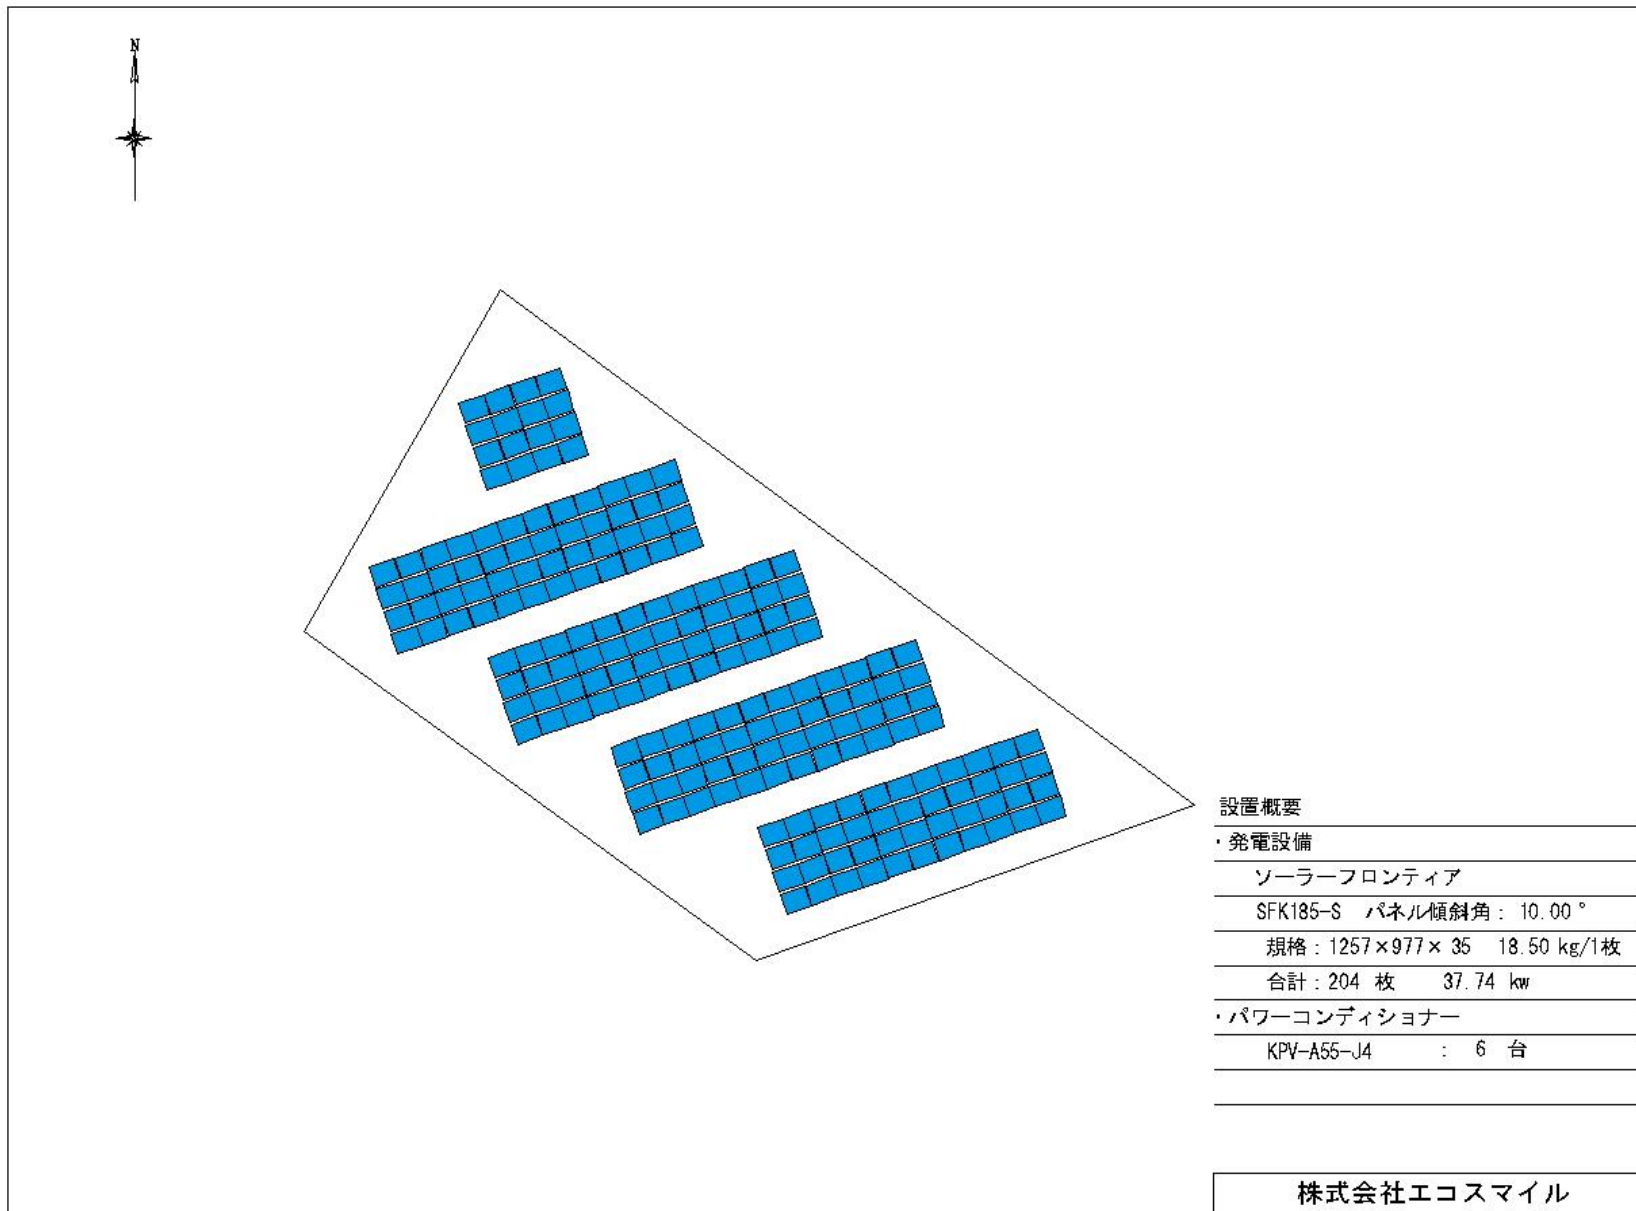 N
設置概要
・発電設備
ソーラーフロンティア
SFK185-S パネル傾斜角: 10.00°
規格:1257×977× 35 18.50 kg/1枚
合計:204 枚 37.74 kw
・パワーコンディショナー
KPV-A55-J4 : 6 台
株式会社エコスマイル